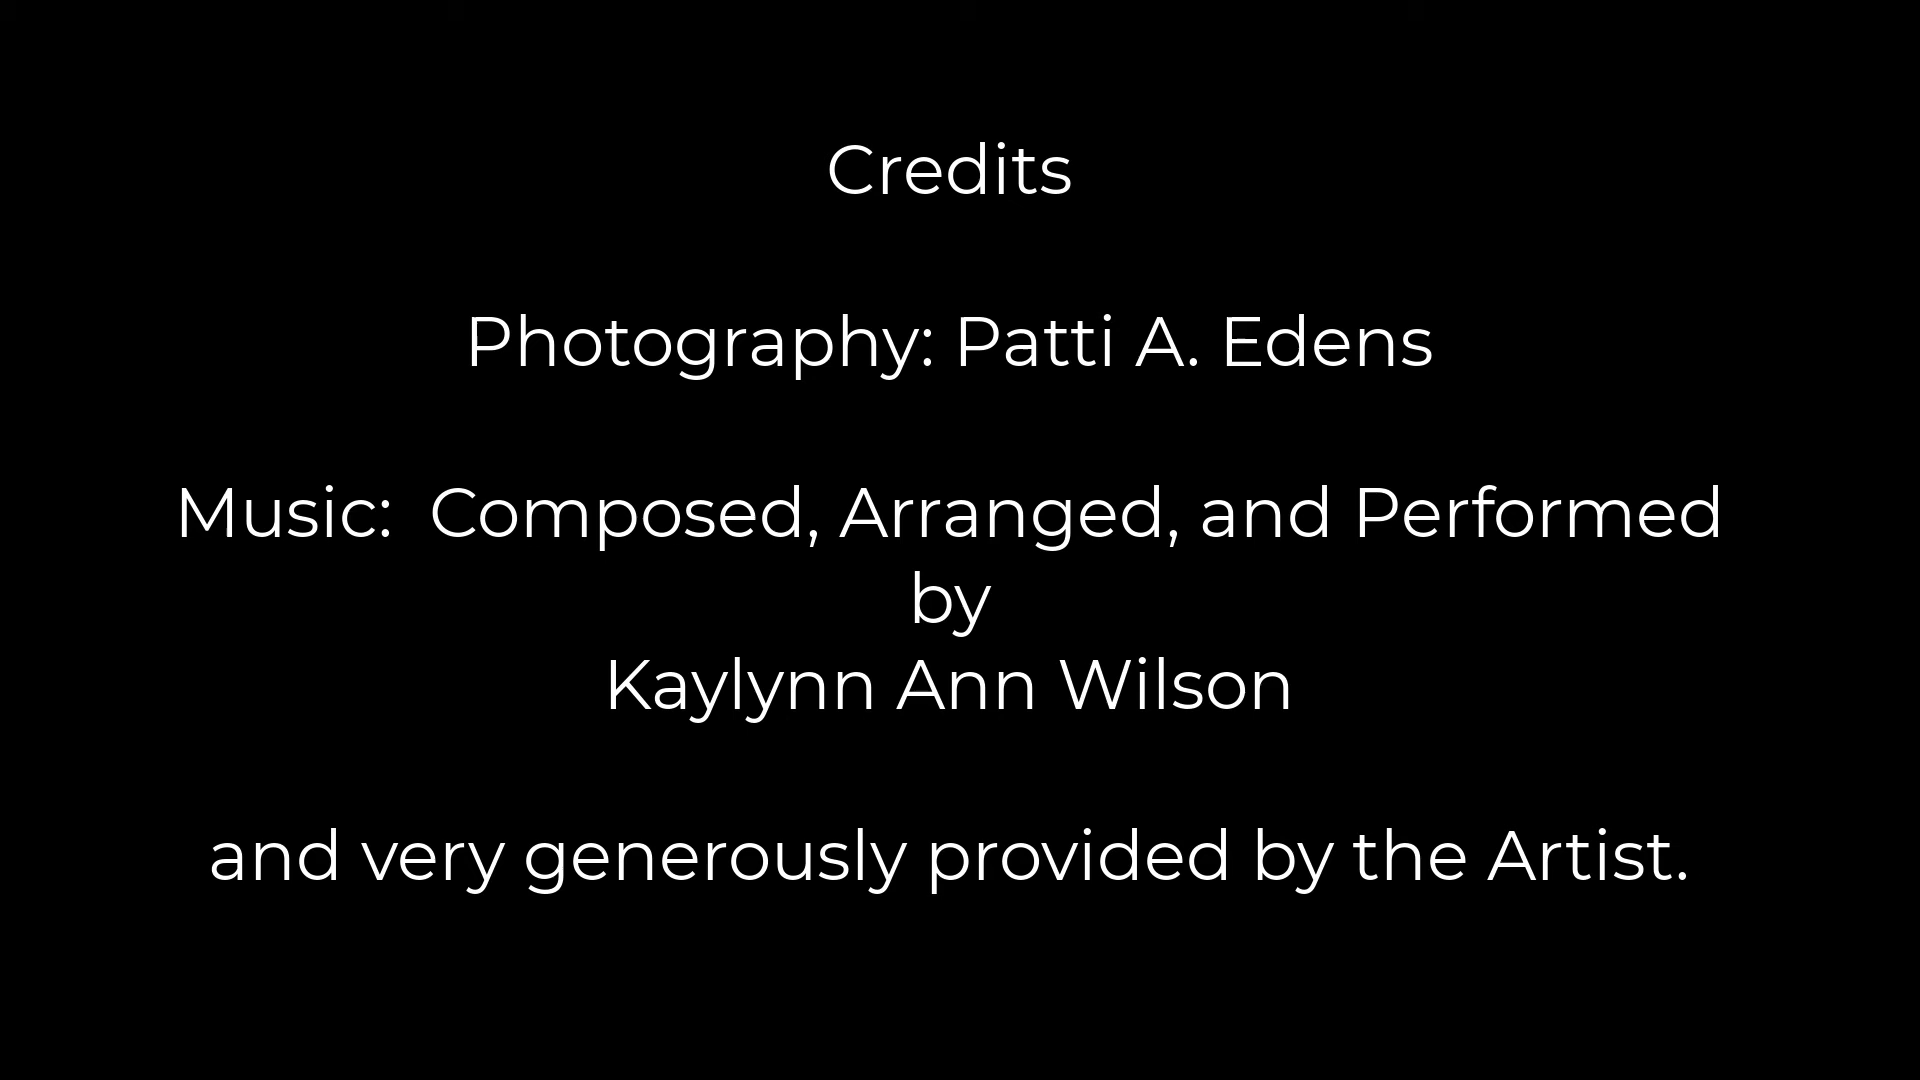 Credits
Photography: Patti A. Edens
Music:  Composed, Arranged, and Performed
by
Kaylynn Ann Wilson
and very generously provided by the Artist.